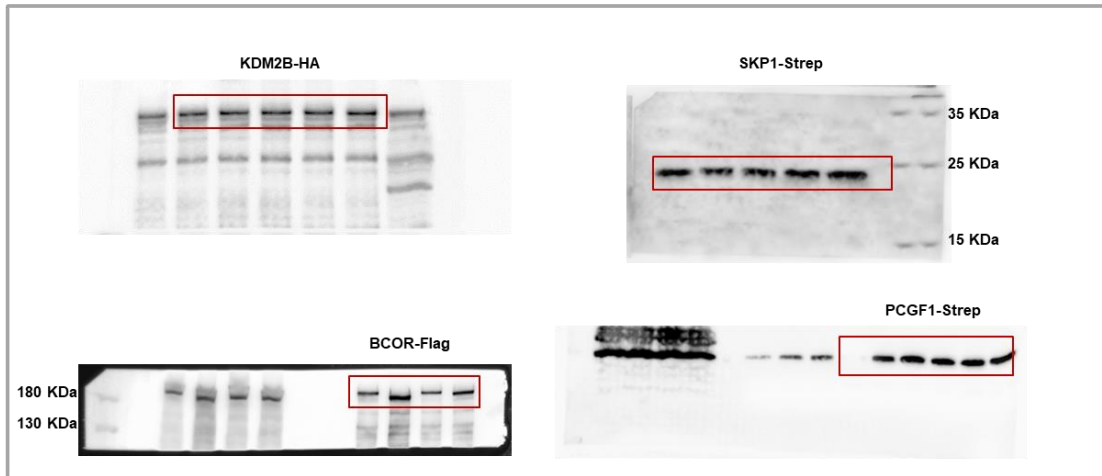 KDM2B-HA
SKP1-Strep
35 KDa
25 KDa
15 KDa
BCOR-Flag
180 KDa
130 KDa
PCGF1-Strep